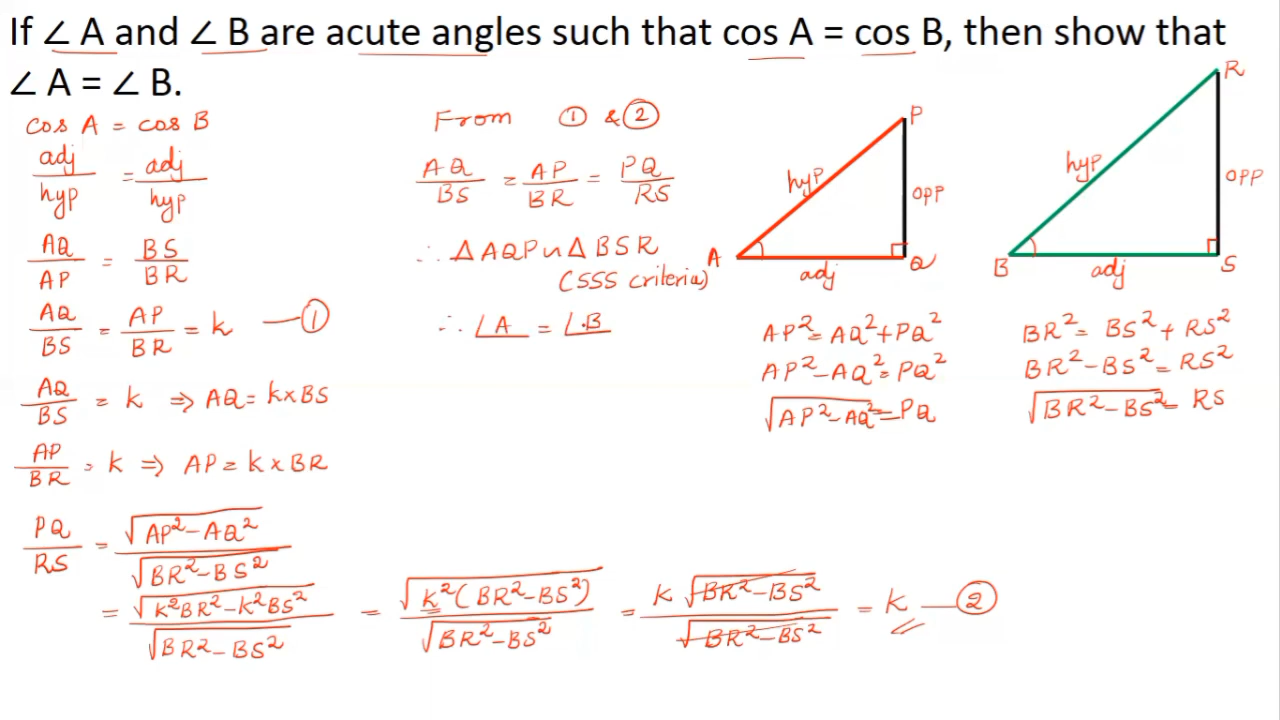 If ∠ A and ∠ B are acute angles such that cos A = cos B, then show that
∠ A = ∠ B.
cos A = cos B
adj/hyp = adj/hyp
AQ/AP = BS/BR
AQ/BS = AP/BR = k —①
AQ/BS = k ⇒ AQ = k×BS
AP/BR = k ⇒ AP = k×BR
PQ/RS = √(AP²−AQ²)/√(BR²−BS²)
= √(k²BR²−k²BS²)/√(BR²−BS²) = √(k²(BR²−BS²))/√(BR²−BS²) = k√(BR²−BS²)/√(BR²−BS²) = k —②
From ① & ②
AQ/BS = AP/BR = PQ/RS
∴ △AQP ∽ △BSR
(SSS criteria)
∴ ∠A = ∠B
P
hyp
opp
A
adj
Q
R
hyp
opp
B
adj
S
AP² = AQ²+PQ²
AP²−AQ² = PQ²
√(AP²−AQ²) = PQ
BR² = BS²+RS²
BR²−BS² = RS²
√(BR²−BS²) = RS